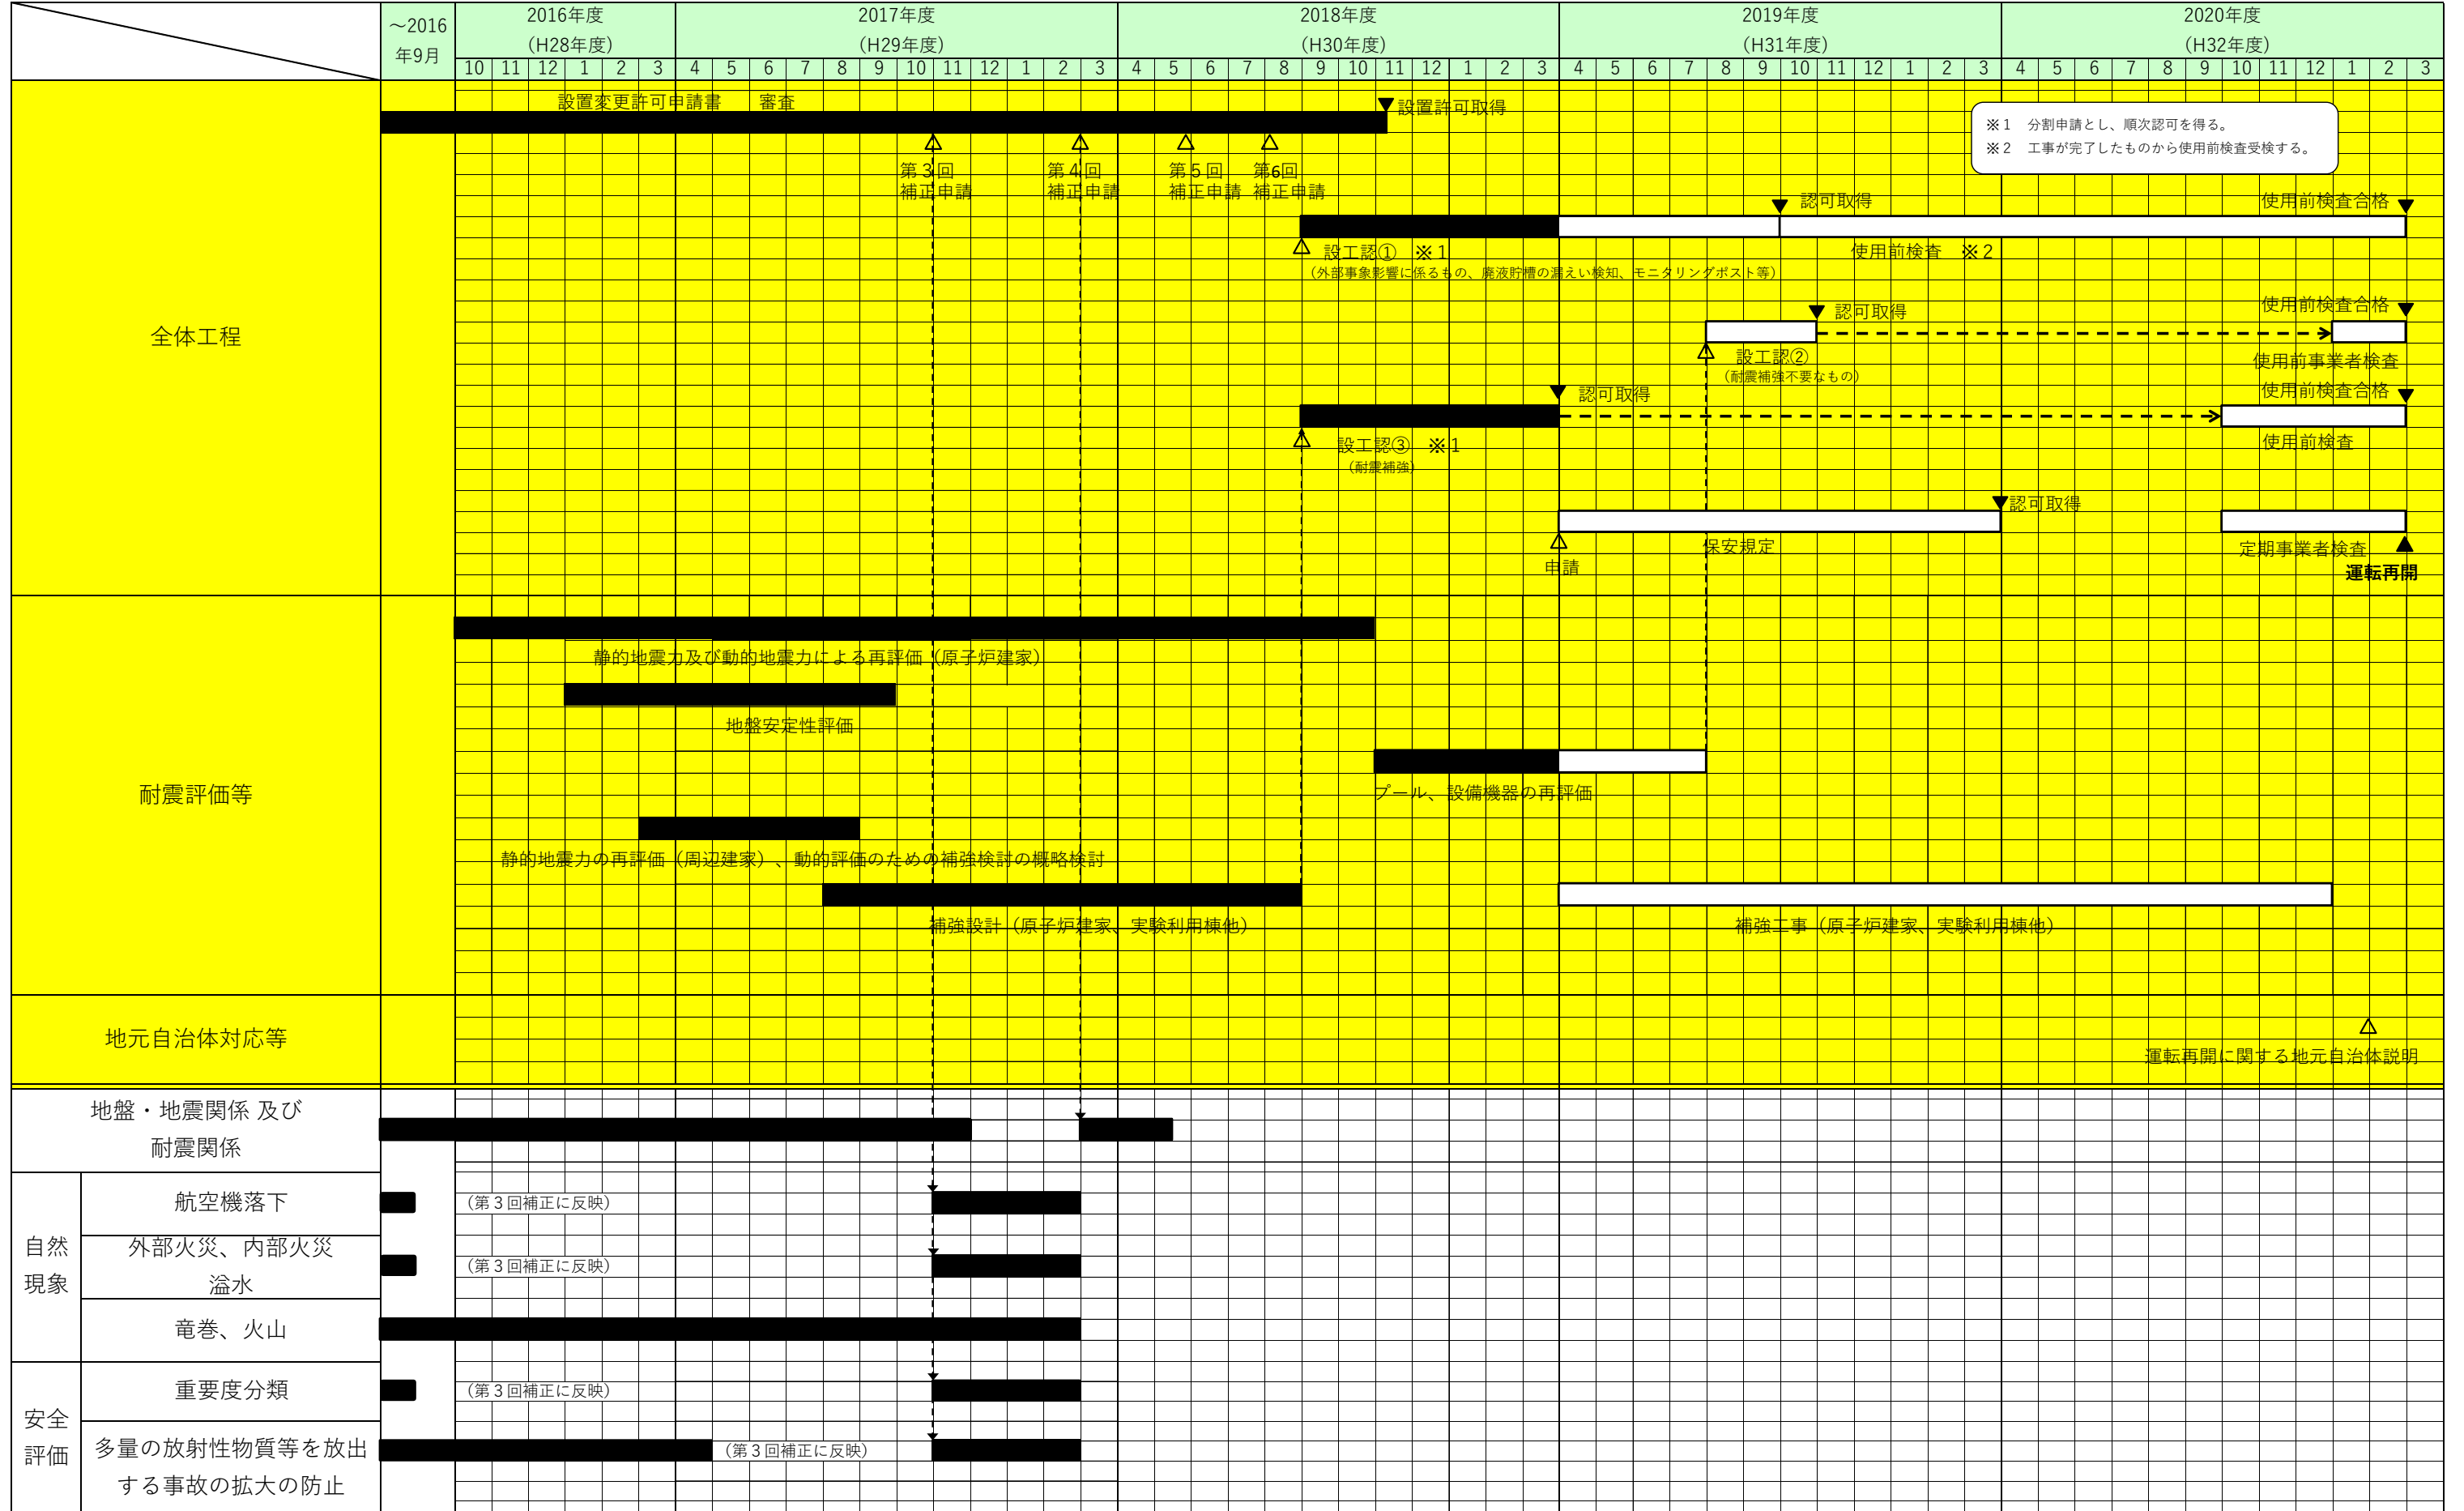 ～2016
年9月
2016年度
（H28年度）
2017年度
（H29年度）
2018年度
（H30年度）
2019年度
（H31年度）
2020年度
（H32年度）
10 11 12 1 2 3 4 5 6 7 8 9 10 11 12 1 2 3 4 5 6 7 8 9 10 11 12 1 2 3 4 5 6 7 8 9 10 11 12 1 2 3 4 5 6 7 8 9 10 11 12 1 2 3
全体工程
設置変更許可申請書　審査
▼設置許可取得
※１　分割申請とし、順次認可を得る。
※２　工事が完了したものから使用前検査受検する。
△ △ △ △
第３回
補正申請
第４回
補正申請
第５回
補正申請
第6回
補正申請
▼ 認可取得
使用前検査合格 ▼
△ 設工認①　※１
（外部事象影響に係るもの、廃液貯槽の漏えい検知、モニタリングポスト等）
使用前検査　※２
▼ 認可取得
使用前検査合格 ▼
△ 設工認②
（耐震補強不要なもの）
使用前事業者検査
▼ 認可取得
使用前検査合格 ▼
△ 設工認③　※１
（耐震補強）
使用前検査
▼認可取得
△
申請
保安規定
定期事業者検査 ▲
運転再開
耐震評価等
静的地震力及び動的地震力による再評価（原子炉建家）
地盤安定性評価
プール、設備機器の再評価
静的地震力の再評価（周辺建家）、動的評価のための補強検討の概略検討
補強設計（原子炉建家、実験利用棟他）
補強工事（原子炉建家、実験利用棟他）
地元自治体対応等
△
運転再開に関する地元自治体説明
地盤・地震関係 及び
耐震関係
自然
現象
航空機落下
（第３回補正に反映）
外部火災、内部火災
溢水
（第３回補正に反映）
竜巻、火山
安全
評価
重要度分類
（第３回補正に反映）
多量の放射性物質等を放出
する事故の拡大の防止
（第３回補正に反映）